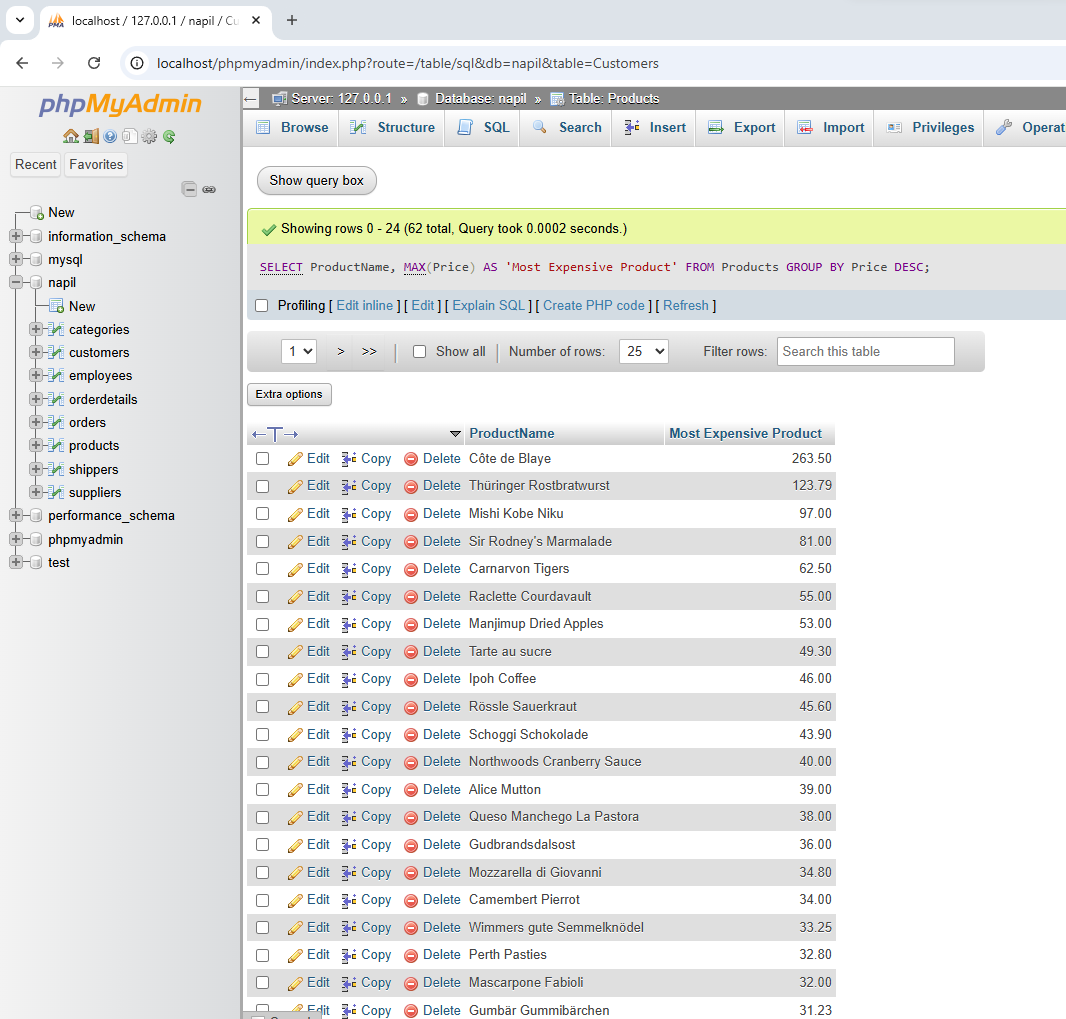 localhost / 127.0.0.1 / napil / Cu
localhost/phpmyadmin/index.php?route=/table/sql&db=napil&table=Customers
phpMyAdmin
Recent Favorites
New
information_schema
mysql
napil
New
categories
customers
employees
orderdetails
orders
products
shippers
suppliers
performance_schema
phpmyadmin
test
Server: 127.0.0.1 » Database: napil » Table: Products
Browse Structure SQL Search Insert Export Import Privileges Operat
Show query box
Showing rows 0 - 24 (62 total, Query took 0.0002 seconds.)
SELECT ProductName, MAX(Price) AS 'Most Expensive Product' FROM Products GROUP BY Price DESC;
Profiling [ Edit inline ] [ Edit ] [ Explain SQL ] [ Create PHP code ] [ Refresh ]
1 > >> | Show all | Number of rows: 25 Filter rows: Search this table
Extra options
ProductName Most Expensive Product
Edit Copy Delete Côte de Blaye 263.50
Edit Copy Delete Thüringer Rostbratwurst 123.79
Edit Copy Delete Mishi Kobe Niku 97.00
Edit Copy Delete Sir Rodney's Marmalade 81.00
Edit Copy Delete Carnarvon Tigers 62.50
Edit Copy Delete Raclette Courdavault 55.00
Edit Copy Delete Manjimup Dried Apples 53.00
Edit Copy Delete Tarte au sucre 49.30
Edit Copy Delete Ipoh Coffee 46.00
Edit Copy Delete Rössle Sauerkraut 45.60
Edit Copy Delete Schoggi Schokolade 43.90
Edit Copy Delete Northwoods Cranberry Sauce 40.00
Edit Copy Delete Alice Mutton 39.00
Edit Copy Delete Queso Manchego La Pastora 38.00
Edit Copy Delete Gudbrandsdalsost 36.00
Edit Copy Delete Mozzarella di Giovanni 34.80
Edit Copy Delete Camembert Pierrot 34.00
Edit Copy Delete Wimmers gute Semmelknödel 33.25
Edit Copy Delete Perth Pasties 32.80
Edit Copy Delete Mascarpone Fabioli 32.00
Edit Copy Delete Gumbär Gummibärchen 31.23